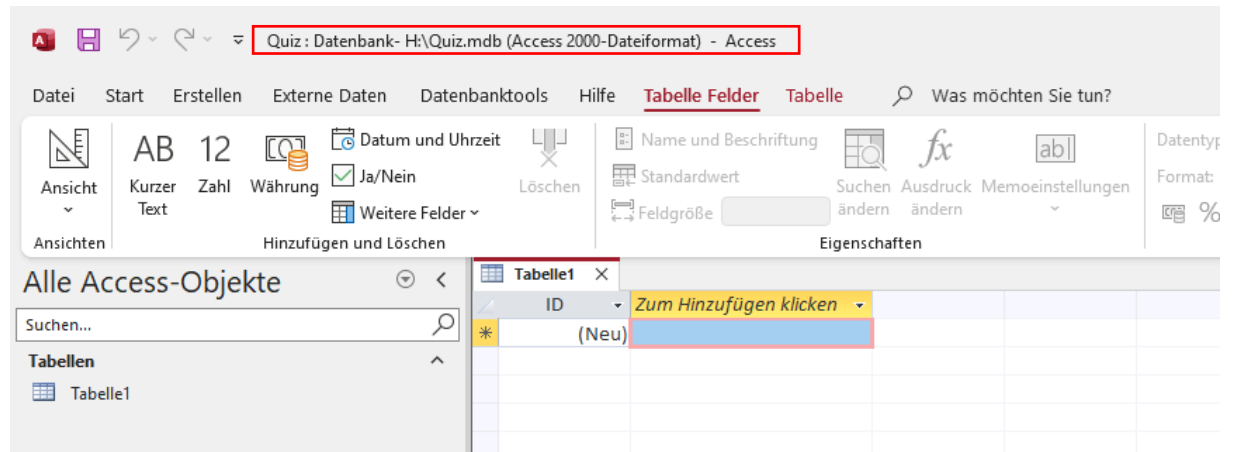 Quiz : Datenbank- H:\Quiz.mdb (Access 2000-Dateiformat) - Access
Datei Start Erstellen Externe Daten Datenbanktools Hilfe Tabelle Felder Tabelle Was möchten Sie tun?
AB 12 Datum und Uhrzeit Name und Beschriftung fx ab Datentyp
Ja/Nein Standardwert Format:
Ansicht Kurzer Zahl Währung Löschen Suchen Ausdruck Memoeinstellungen
Text Weitere Felder Feldgröße ändern ändern %
Ansichten Hinzufügen und Löschen Eigenschaften
Alle Access-Objekte
Tabelle1
ID Zum Hinzufügen klicken
Suchen...
(Neu)
Tabellen
Tabelle1